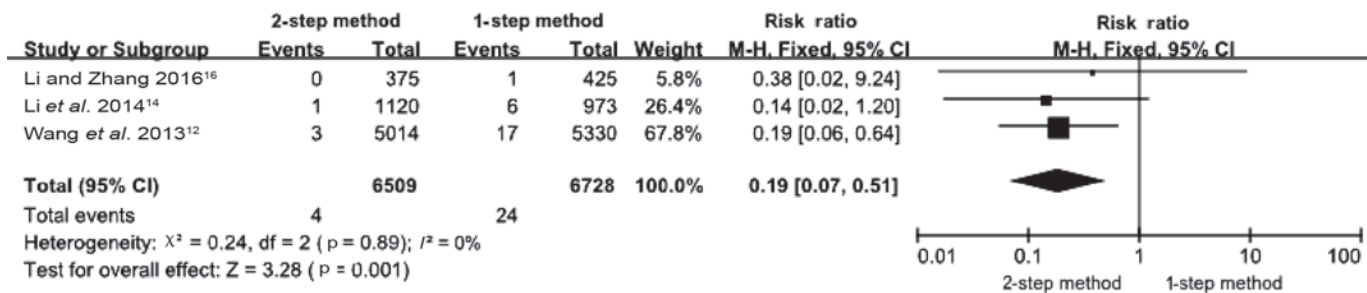 2-step method 1-step method Risk ratio Risk ratio
Study or Subgroup Events Total Events Total Weight M-H, Fixed, 95% CI M-H, Fixed, 95% CI
Li and Zhang 2016¹⁶ 0 375 1 425 5.8% 0.38 [0.02, 9.24]
Li et al. 2014¹⁴ 1 1120 6 973 26.4% 0.14 [0.02, 1.20]
Wang et al. 2013¹² 3 5014 17 5330 67.8% 0.19 [0.06, 0.64]
Total (95% CI) 6509 6728 100.0% 0.19 [0.07, 0.51]
Total events 4 24
Heterogeneity: χ² = 0.24, df = 2 ( p = 0.89); I² = 0%
Test for overall effect: Z = 3.28 ( p = 0.001)
0.01 0.1 1 10 100
2-step method 1-step method